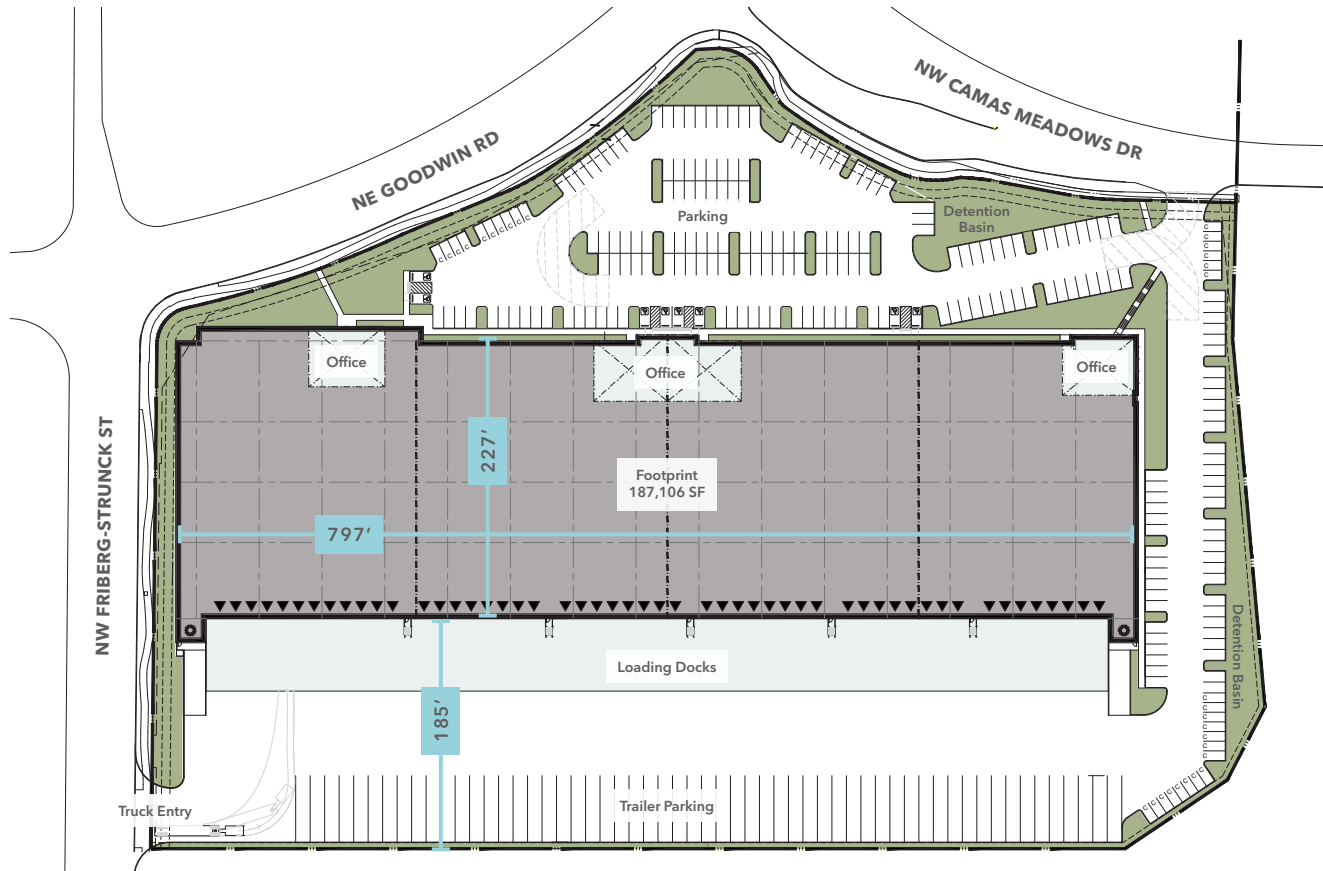 NW CAMAS MEADOWS DR
NE GOODWIN RD
Parking
Detention
Basin
Office
Office
Office
227’
Footprint
187,106 SF
797’
NW FRIBERG-STRUNCK ST
Detention Basin
Loading Docks
185’
Truck Entry
Trailer Parking